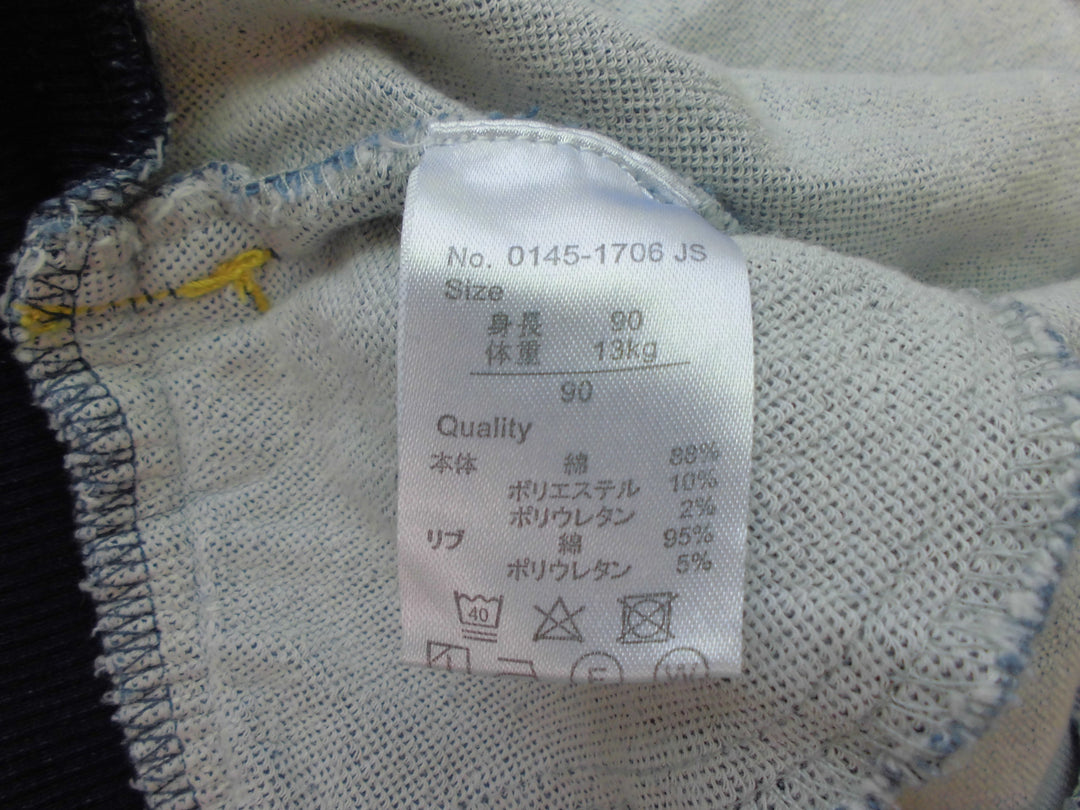 No. 0145-1706 JS
Size
身長 90
体重 13kg
90
Quality
本体 綿 88%
ポリエステル 10%
ポリウレタン 2%
リブ 綿 95%
ポリウレタン 5%
40
F W